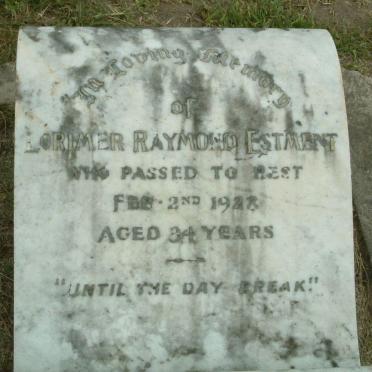 In Loving Memory
of
LORIMER RAYMOND ESTMENT
WHO PASSED TO REST
FEB. 2ND 1928
AGED 34 YEARS
"UNTIL THE DAY BREAK"